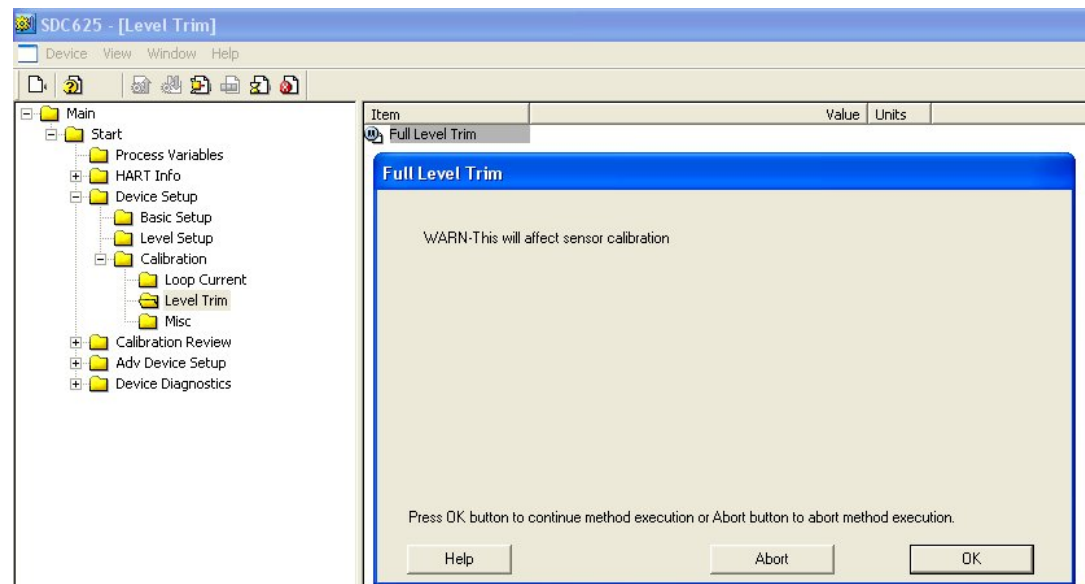 SDC625 - [Level Trim]
Device View Window Help
Main
Start
Process Variables
HART Info
Device Setup
Basic Setup
Level Setup
Calibration
Loop Current
Level Trim
Misc
Calibration Review
Adv Device Setup
Device Diagnostics
Item Value Units
Full Level Trim
Full Level Trim
WARN-This will affect sensor calibration
Press OK button to continue method execution or Abort button to abort method execution.
Help Abort OK